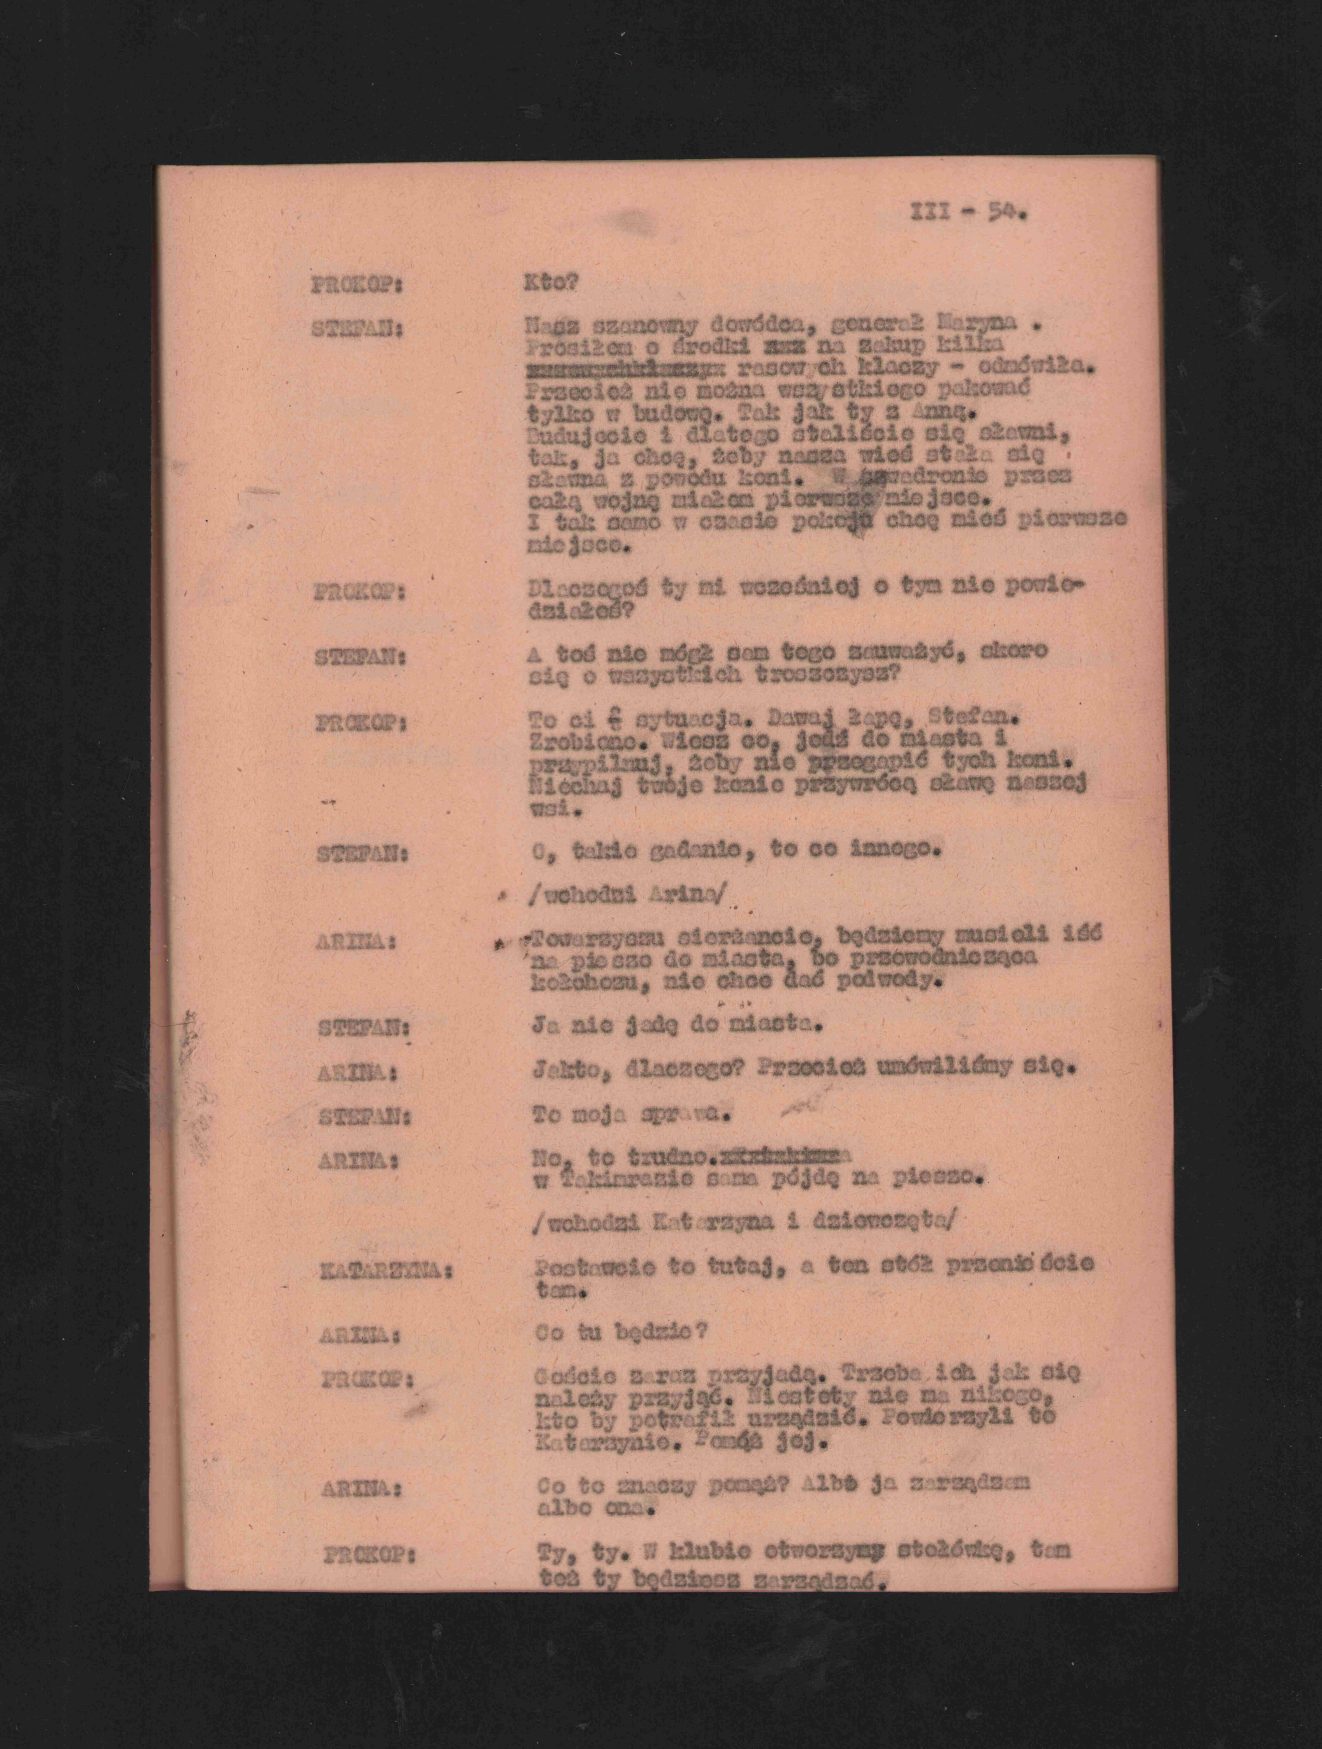 III - 54.
PROKOP: Kto?
STEFAN: Nasz szanowny dowódca, generał Maryna .
Prosiłem o środki xxx na zakup kilka
rasowych klaczy - odmówiła.
Przecież nie można wszystkiego pakować
tylko w budowę. Tak jak ty z Anną.
Budujecie i dlatego staliście się sławni,
tak, ja chcę, żeby nasza wieś stała się
sławna z powodu koni. W szwadronie przez
całą wojnę miałem pierwsze miejsce.
I tak samo w czasie pokoju chcę mieć pierwsze
miejsce.
PROKOP: Dlaczegoś ty mi wcześniej o tym nie powie-
działeś?
STEFAN: A toś nie mógł sam tego zauważyć, skoro
się o wszystkich troszczysz?
PROKOP: To ci sytuacja. Dawaj łapę, Stefan.
Zrobione. Wiesz co, jedź do miasta i
przypilnuj, żeby nie przegapić tych koni.
Niechaj twoje konie przywrócą sławę naszej
wsi.
STEFAN: O, takie gadanie, to co innego.
/wchodzi Arina/
ARINA: Towarzyszu sierżancie, będziemy musieli iść
na pieszo do miasta, bo przewodnicząca
kołchozu, nie chce dać podwody.
STEFAN: Ja nie jadę do miasta.
ARINA: Jakto, dlaczego? Przecież umówiliśmy się.
STEFAN: To moja sprawa.
ARINA: No, to trudno.
w Takimrazie sama pójdę na pieszo.
/wchodzi Katarzyna i dziewczęta/
KATARZYNA: Postawcie to tutaj, a ten stół przenieście
tam.
ARINA: Co tu będzie?
PROKOP: Goście zaraz przyjadą. Trzeba ich jak się
należy przyjąć. Niestety nie ma nikogo,
kto by potrafił urządzić. Powierzyli to
Katarzynie. Pomóż jej.
ARINA: Co to znaczy pomąż? Albo ja zarządzam
albo ona.
PROKOP: Ty, ty. W klubie otworzymy stołówkę, tam
też ty będziesz zarządzać.